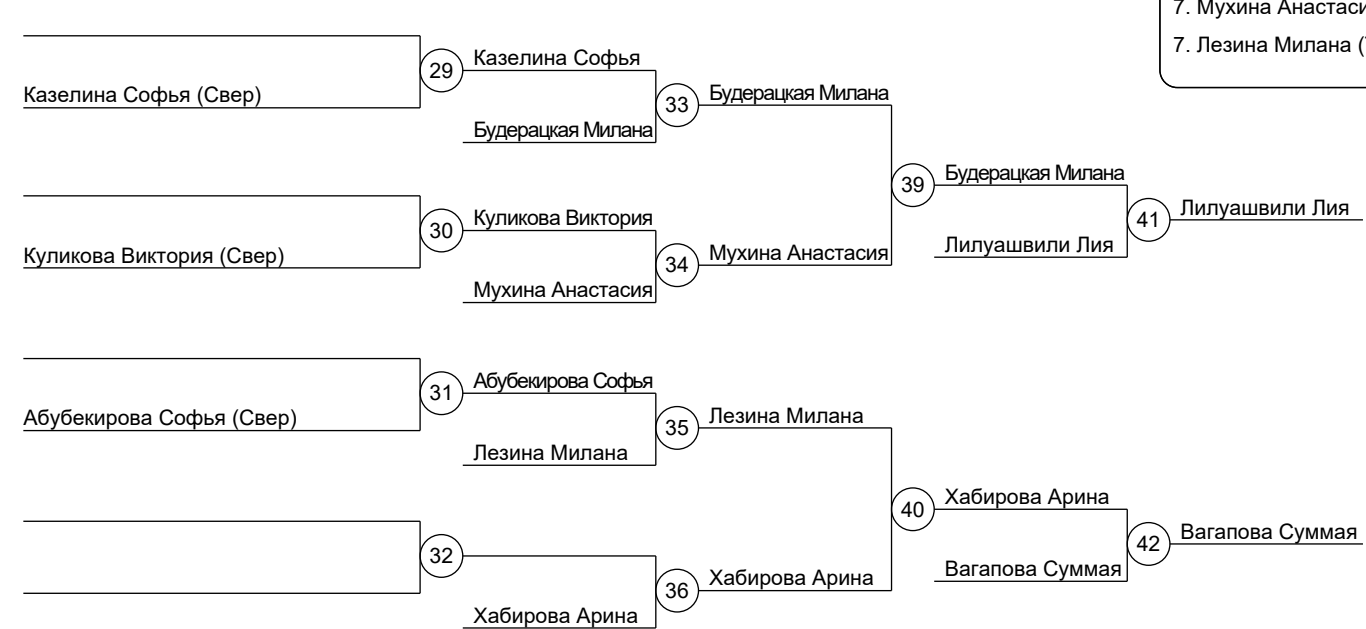 7. Мухина Анастаси
7. Лезина Милана (
29
Казелина Софья
Казелина Софья (Свер)
33
Будерацкая Милана
Будерацкая Милана
39
Будерацкая Милана
30
Куликова Виктория
Куликова Виктория (Свер)
34
Мухина Анастасия
Мухина Анастасия
Лилуашвили Лия
41
Лилуашвили Лия
31
Абубекирова Софья
Абубекирова Софья (Свер)
35
Лезина Милана
Лезина Милана
40
Хабирова Арина
32
36
Хабирова Арина
Хабирова Арина
Вагапова Суммая
42
Вагапова Суммая